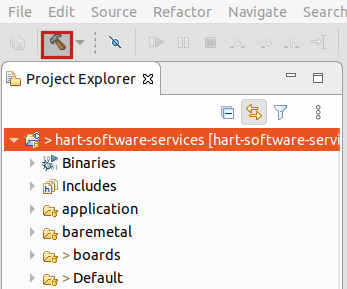 File Edit Source Refactor Navigate Search
Project Explorer
> hart-software-services [hart-software-servi
Binaries
Includes
application
baremetal
> boards
> Default